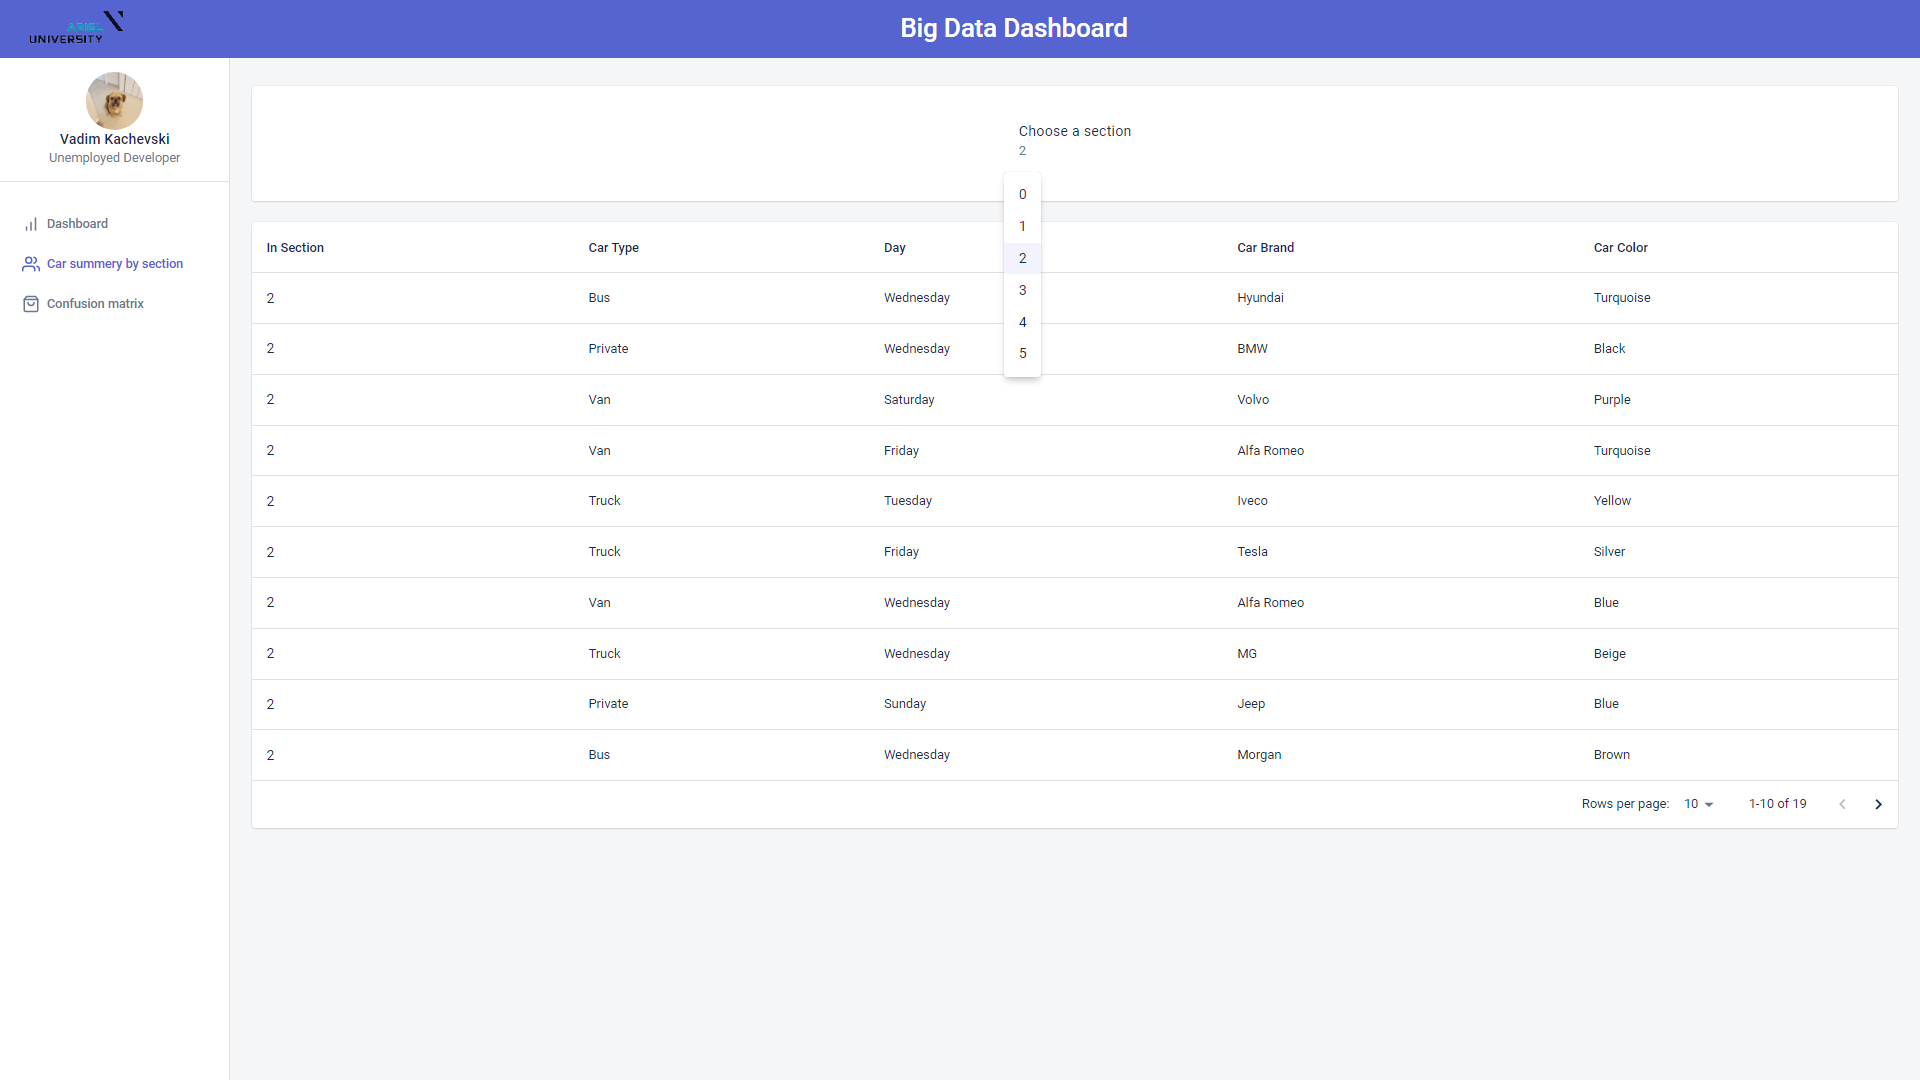 ARIEL
UNIVERSITY
Big Data Dashboard
Vadim Kachevski
Unemployed Developer
Dashboard
Car summery by section
Confusion matrix
Choose a section
2
0
1
2
3
4
5
In Section Car Type Day Car Brand Car Color
2 Bus Wednesday Hyundai Turquoise
2 Private Wednesday BMW Black
2 Van Saturday Volvo Purple
2 Van Friday Alfa Romeo Turquoise
2 Truck Tuesday Iveco Yellow
2 Truck Friday Tesla Silver
2 Van Wednesday Alfa Romeo Blue
2 Truck Wednesday MG Beige
2 Private Sunday Jeep Blue
2 Bus Wednesday Morgan Brown
Rows per page: 10 1-10 of 19